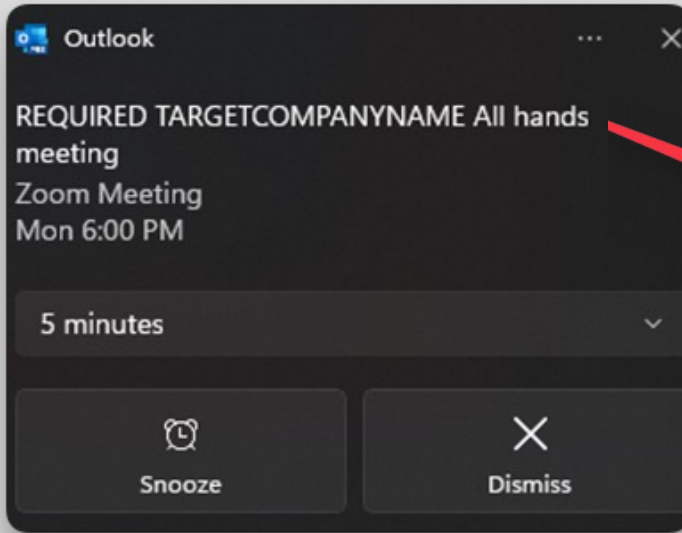 Outlook
REQUIRED TARGETCOMPANYNAME All hands
meeting
Zoom Meeting
Mon 6:00 PM
5 minutes
Snooze
Dismiss